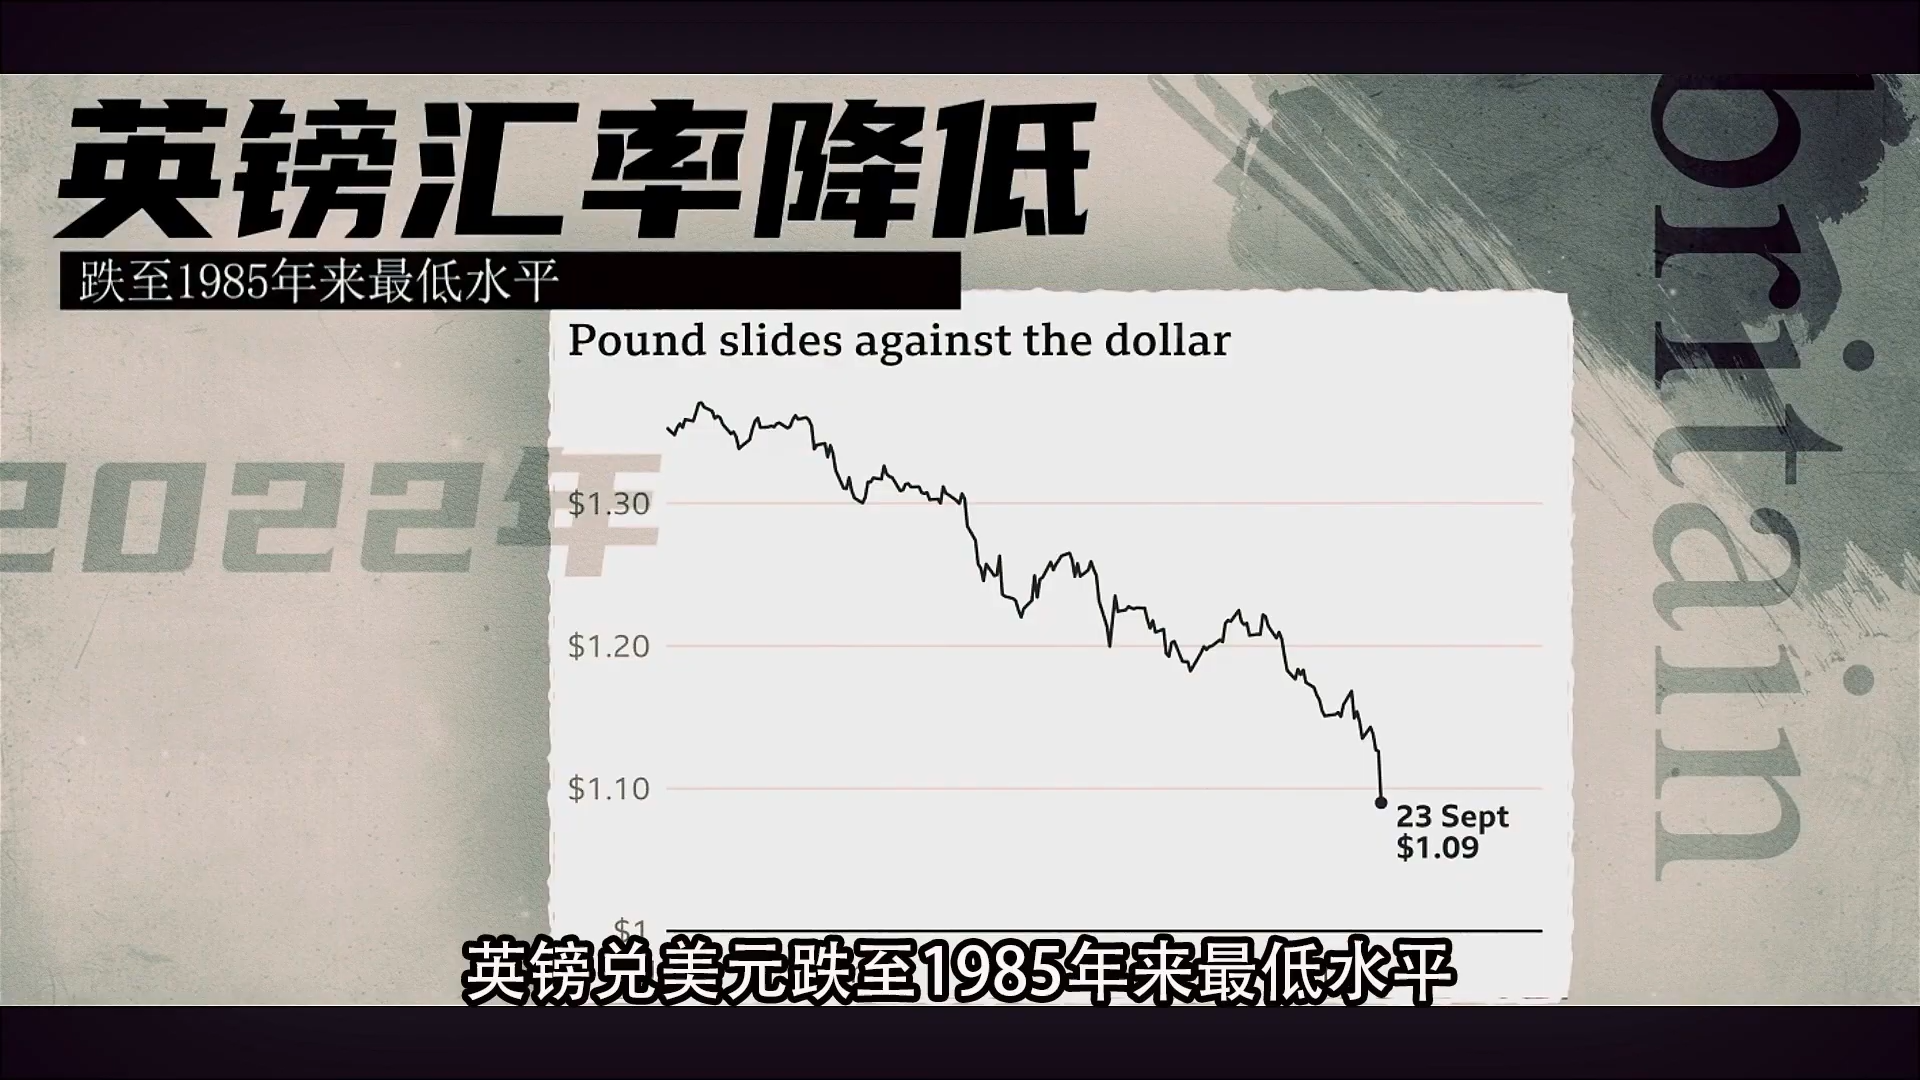 英镑汇率降低
跌至1985年来最低水平
Pound slides against the dollar
2022年
$1.30
$1.20
$1.10
23 Sept
$1.09
$1
英镑兑美元跌至1985年来最低水平
britain